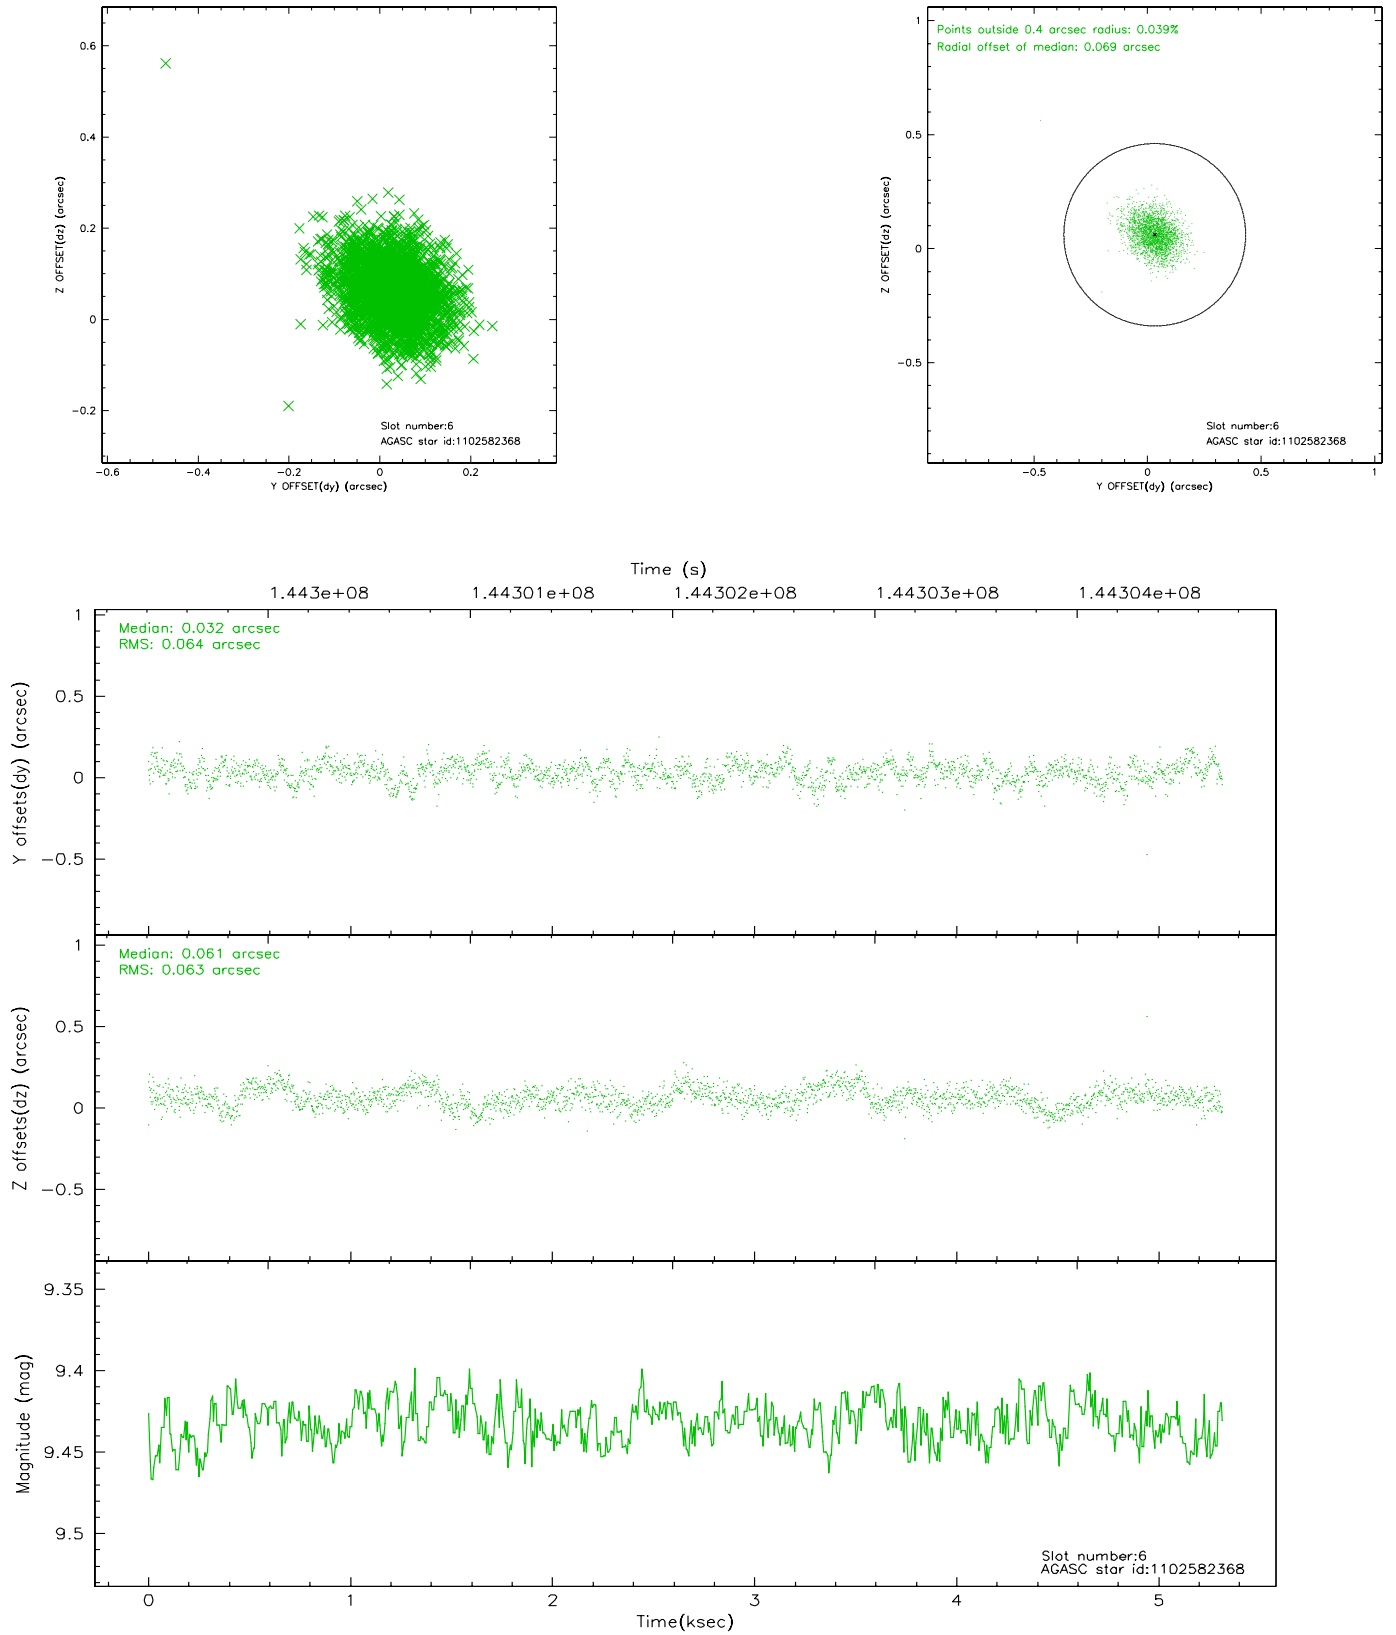 0.6
0.4
0.2
0
−0.2
Z OFFSET(dz) (arcsec)
−0.6
−0.4
−0.2
0
0.2
Y OFFSET(dy) (arcsec)
Slot number:6
AGASC star id:1102582368
Points outside 0.4 arcsec radius: 0.039%
Radial offset of median: 0.069 arcsec
1
0.5
0
−0.5
Z OFFSET(dz) (arcsec)
−0.5
0
0.5
1
Y OFFSET(dy) (arcsec)
Slot number:6
AGASC star id:1102582368
Time (s)
1.443e+08
1.44301e+08
1.44302e+08
1.44303e+08
1.44304e+08
Median: 0.032 arcsec
RMS: 0.064 arcsec
1
0.5
0
−0.5
Y offsets(dy) (arcsec)
Median: 0.061 arcsec
RMS: 0.063 arcsec
1
0.5
0
−0.5
Z offsets(dz) (arcsec)
9.35
9.4
9.45
9.5
Magnitude (mag)
Slot number:6
AGASC star id:1102582368
0
1
2
3
4
5
Time(ksec)